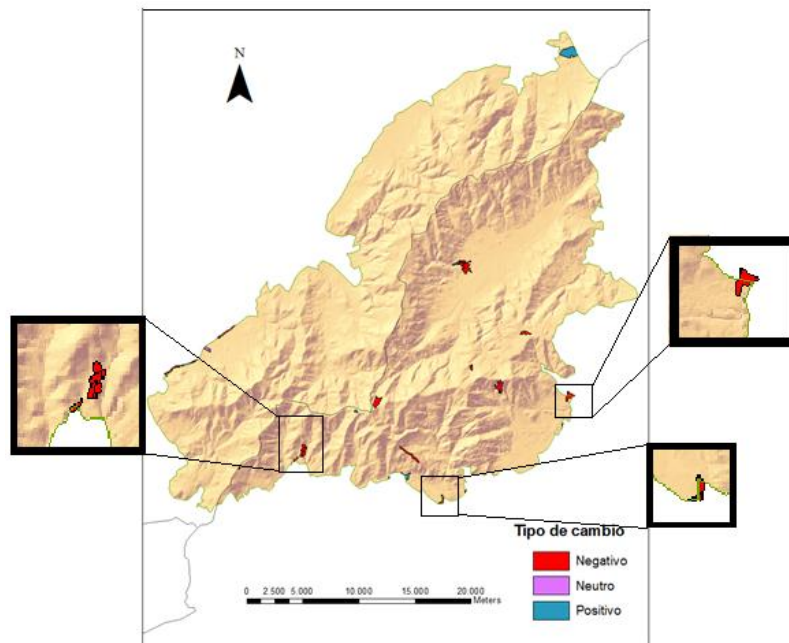 N
Tipo de cambio
Negativo
Neutro
Positivo
0 2.500 5.000 10.000 15.000 20.000
Meters